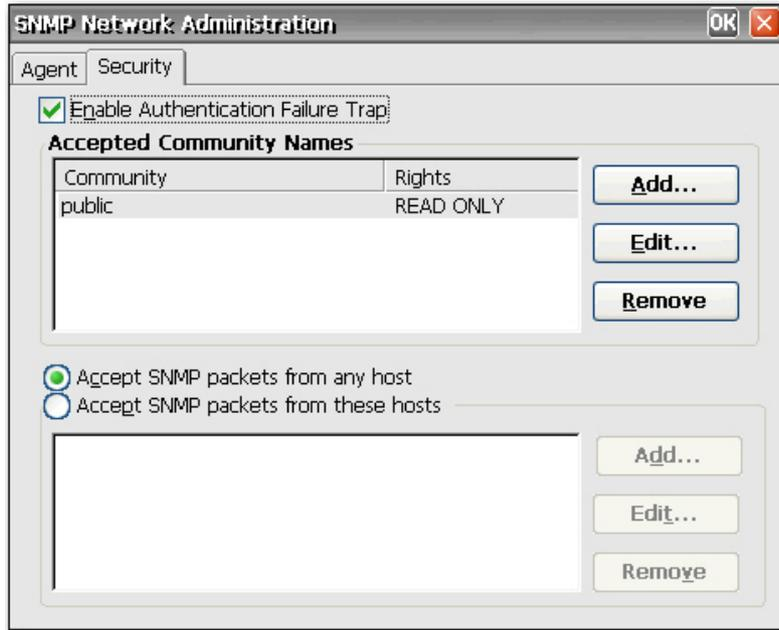 SNMP Network Administration OK
Agent Security
Enable Authentication Failure Trap
Accepted Community Names
Community Rights
public READ ONLY
Add...
Edit...
Remove
Accept SNMP packets from any host
Accept SNMP packets from these hosts
Add...
Edit...
Remove